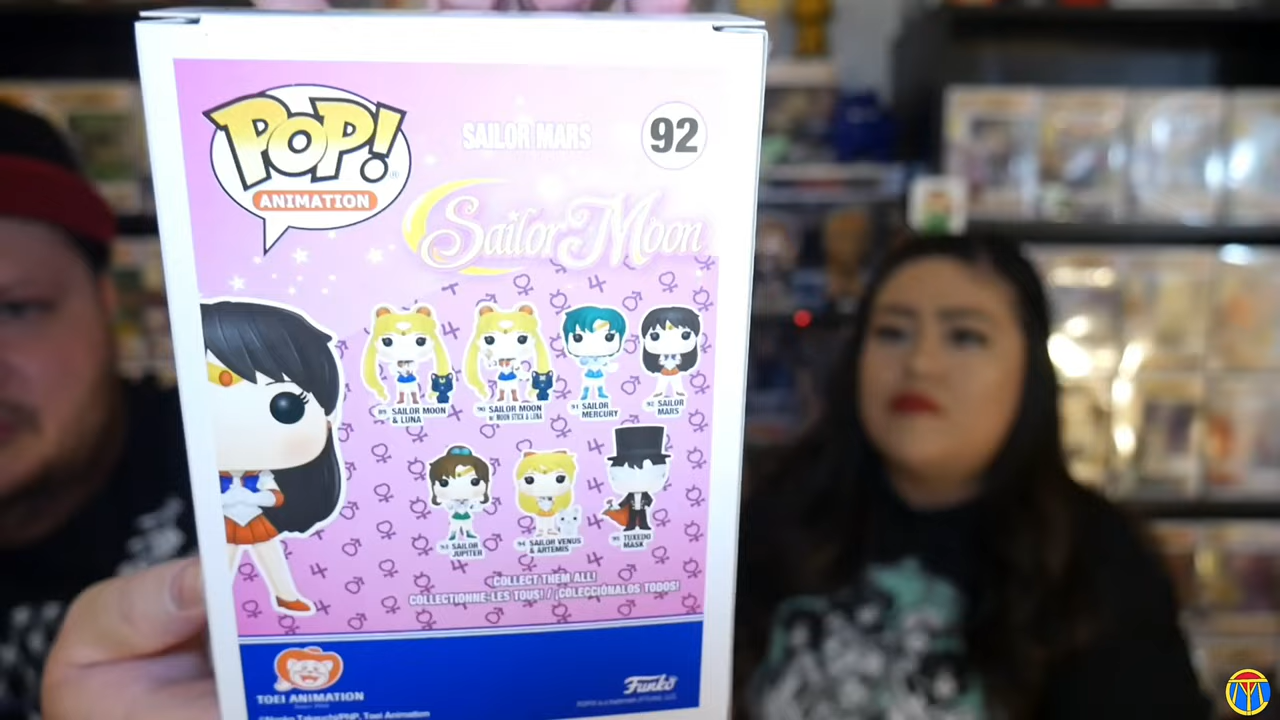 POP!
ANIMATION
SAILOR MARS
92
Sailor Moon
89 SAILOR MOON
& LUNA
90 SAILOR MOON
W/ MOON STICK & LUNA
91 SAILOR
MERCURY
92 SAILOR
MARS
93 SAILOR
JUPITER
94 SAILOR VENUS
& ARTEMIS
95 TUXEDO
MASK
COLLECT THEM ALL!
COLLECTIONNE-LES TOUS! / ¡COLECCIÓNALOS TODOS!
TOEI ANIMATION
Funko